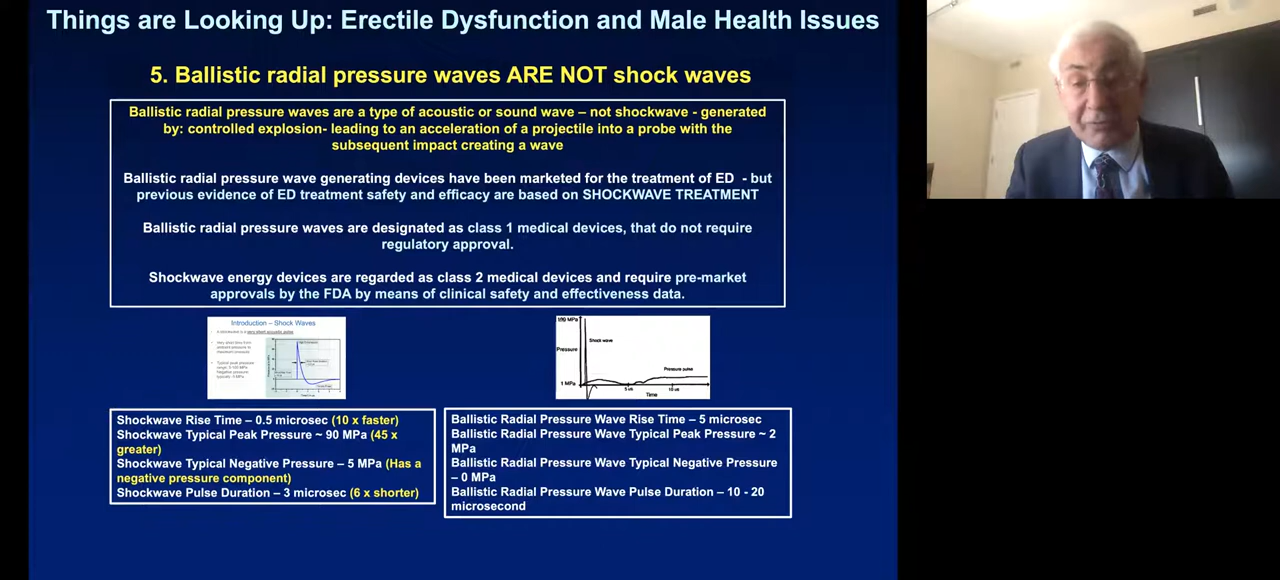 Things are Looking Up: Erectile Dysfunction and Male Health Issues
5. Ballistic radial pressure waves ARE NOT shock waves
Ballistic radial pressure waves are a type of acoustic or sound wave – not shockwave - generated
by: controlled explosion- leading to an acceleration of a projectile into a probe with the
subsequent impact creating a wave
Ballistic radial pressure wave generating devices have been marketed for the treatment of ED - but
previous evidence of ED treatment safety and efficacy are based on SHOCKWAVE TREATMENT
Ballistic radial pressure waves are designated as class 1 medical devices, that do not require
regulatory approval.
Shockwave energy devices are regarded as class 2 medical devices and require pre-market
approvals by the FDA by means of clinical safety and effectiveness data.
Introduction – Shock Waves
100 MPa
Shock wave
Pressure
Pressure pulse
1 MPa
Time
Shockwave Rise Time – 0.5 microsec (10 x faster)
Shockwave Typical Peak Pressure ~ 90 MPa (45 x
greater)
Shockwave Typical Negative Pressure – 5 MPa (Has a
negative pressure component)
Shockwave Pulse Duration – 3 microsec (6 x shorter)
Ballistic Radial Pressure Wave Rise Time – 5 microsec
Ballistic Radial Pressure Wave Typical Peak Pressure ~ 2
MPa
Ballistic Radial Pressure Wave Typical Negative Pressure
– 0 MPa
Ballistic Radial Pressure Wave Pulse Duration – 10 - 20
microsecond